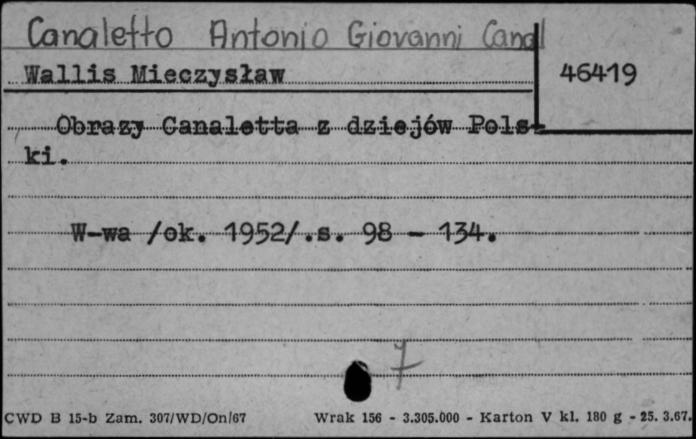 Canaletto Antonio Giovanni Canal
Wallis Mieczysław
46419
Obrazy Canaletta z dziejów Pols-
ki.
W-wa /ok. 1952/.s. 98 - 134.
7
CWD B 15-b Zam. 307/WD/On/67 Wrak 156 - 3.305.000 - Karton V kl. 180 g - 25. 3.67.